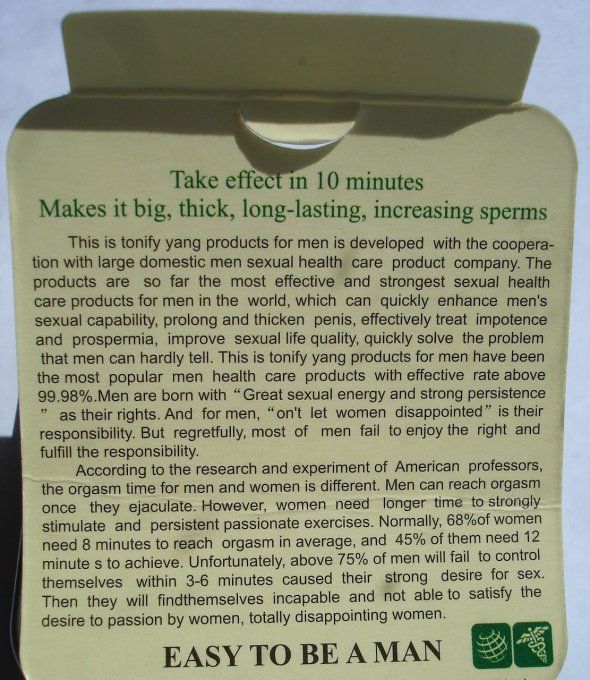 Take effect in 10 minutes
Makes it big, thick, long-lasting, increasing sperms
This is tonify yang products for men is developed with the coopera-
tion with large domestic men sexual health care product company. The
products are so far the most effective and strongest sexual health
care products for men in the world, which can quickly enhance men's
sexual capability, prolong and thicken penis, effectively treat impotence
and prospermia, improve sexual life quality, quickly solve the problem
that men can hardly tell. This is tonify yang products for men have been
the most popular men health care products with effective rate above
99.98%.Men are born with “Great sexual energy and strong persistence
” as their rights. And for men, “on't let women disappointed” is their
responsibility. But regretfully, most of men fail to enjoy the right and
fulfill the responsibility.
According to the research and experiment of American professors,
the orgasm time for men and women is different. Men can reach orgasm
once they ejaculate. However, women need longer time to strongly
stimulate and persistent passionate exercises. Normally, 68%of women
need 8 minutes to reach orgasm in average, and 45% of them need 12
minute s to achieve. Unfortunately, above 75% of men will fail to control
themselves within 3-6 minutes caused their strong desire for sex.
Then they will findthemselves incapable and not able to satisfy the
desire to passion by women, totally disappointing women.
EASY TO BE A MAN